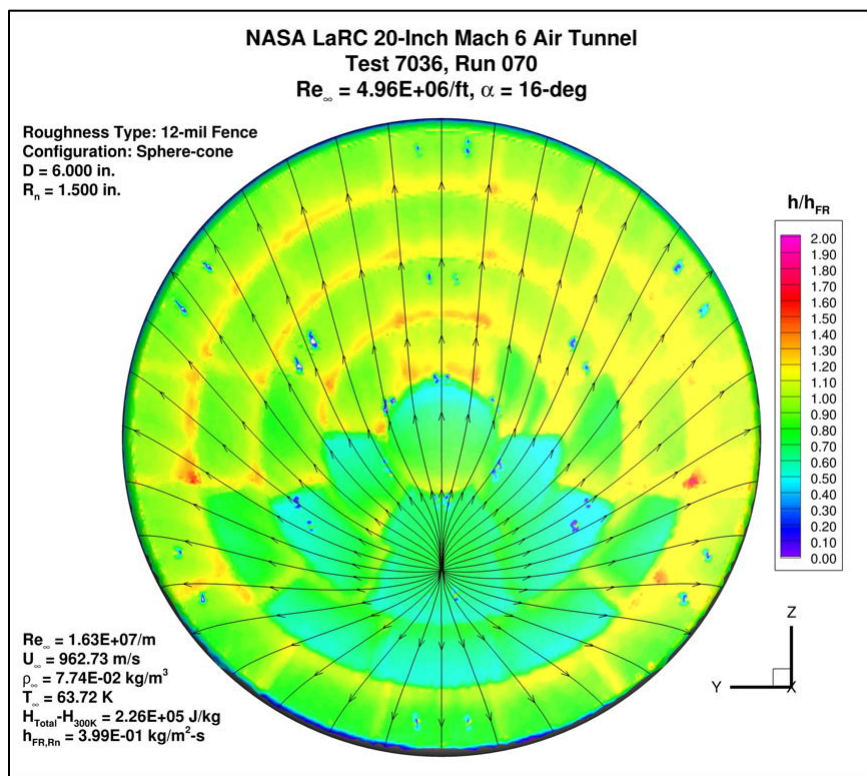 NASA LaRC 20-Inch Mach 6 Air Tunnel
Test 7036, Run 070
Re∞ = 4.96E+06/ft, α = 16-deg
Roughness Type: 12-mil Fence
Configuration: Sphere-cone
D = 6.000 in.
Rn = 1.500 in.
h/hFR
2.00
1.90
1.80
1.70
1.60
1.50
1.40
1.30
1.20
1.10
1.00
0.90
0.80
0.70
0.60
0.50
0.40
0.30
0.20
0.10
0.00
Re∞ = 1.63E+07/m
U∞ = 962.73 m/s
ρ∞ = 7.74E-02 kg/m³
T∞ = 63.72 K
HTotal-H300K = 2.26E+05 J/kg
hFR,Rn = 3.99E-01 kg/m²-s
Z
Y
X